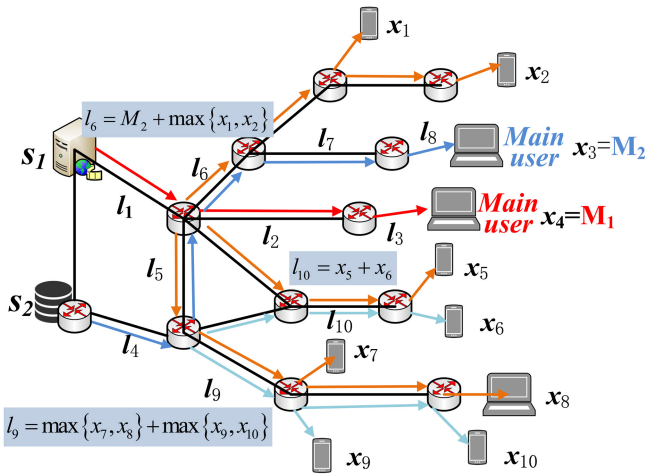 x₁
x₂
l₆ = M₂ + max{x₁, x₂}
S₁
l₇
l₈
Main user
x₃=M₂
l₆
l₁
Main user
x₄=M₁
l₂
l₃
l₅
l₁₀ = x₅ + x₆
x₅
S₂
l₁₀
x₆
l₄
x₇
l₉
x₈
l₉ = max{x₇, x₈} + max{x₉, x₁₀}
x₉
x₁₀